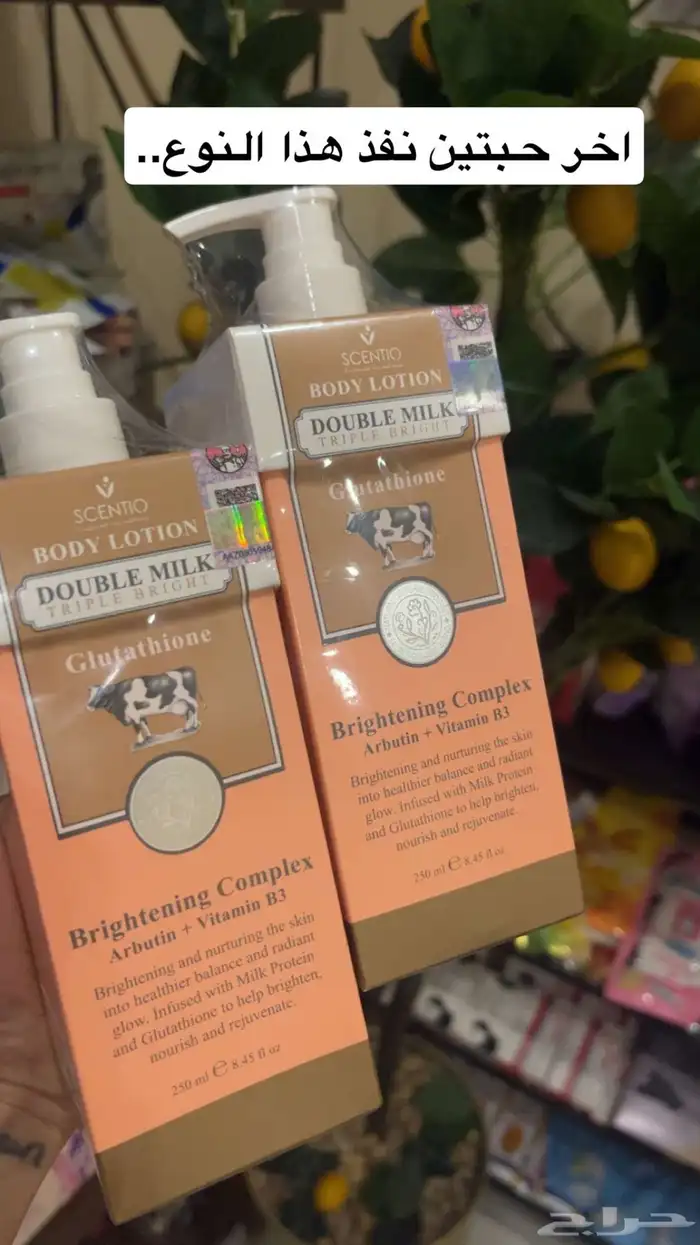 اخر حبتين نفذ هذا النوع..
SCENTIO
BODY LOTION
DOUBLE MILK
TRIPLE BRIGHT
Glutathione
Brightening Complex
Arbutin + Vitamin B3
Brightening and nurturing the skin
into healthier balance and radiant
glow. Infused with Milk Protein
and Glutathione to help brighten,
nourish and rejuvenate.
250 ml CE 8.45 fl oz
SCENTIO
BODY LOTION
DOUBLE MILK
TRIPLE BRIGHT
Glutathione
Brightening Complex
Arbutin + Vitamin B3
Brightening and nurturing the skin
into healthier balance and radiant
glow. Infused with Milk Protein
and Glutathione to help brighten,
nourish and rejuvenate.
250 ml CE 8.45 fl oz
حراج